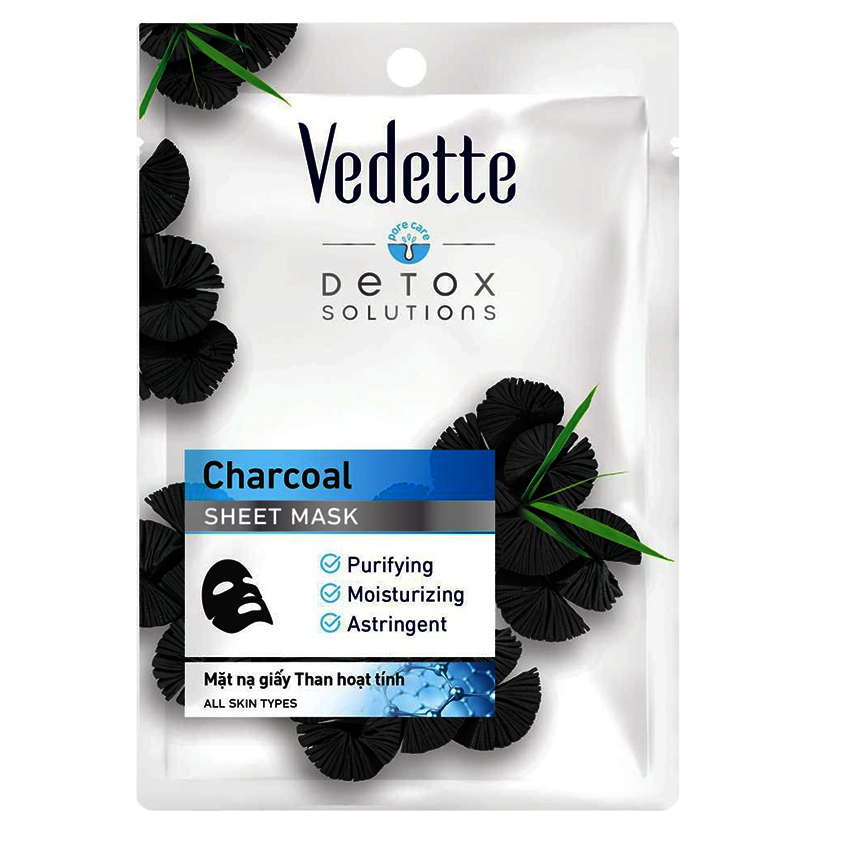 Vedette
pore care
DeTOX
SOLUTIONS
Charcoal
SHEET MASK
Purifying
Moisturizing
Astringent
Mặt nạ giấy Than hoạt tính
ALL SKIN TYPES